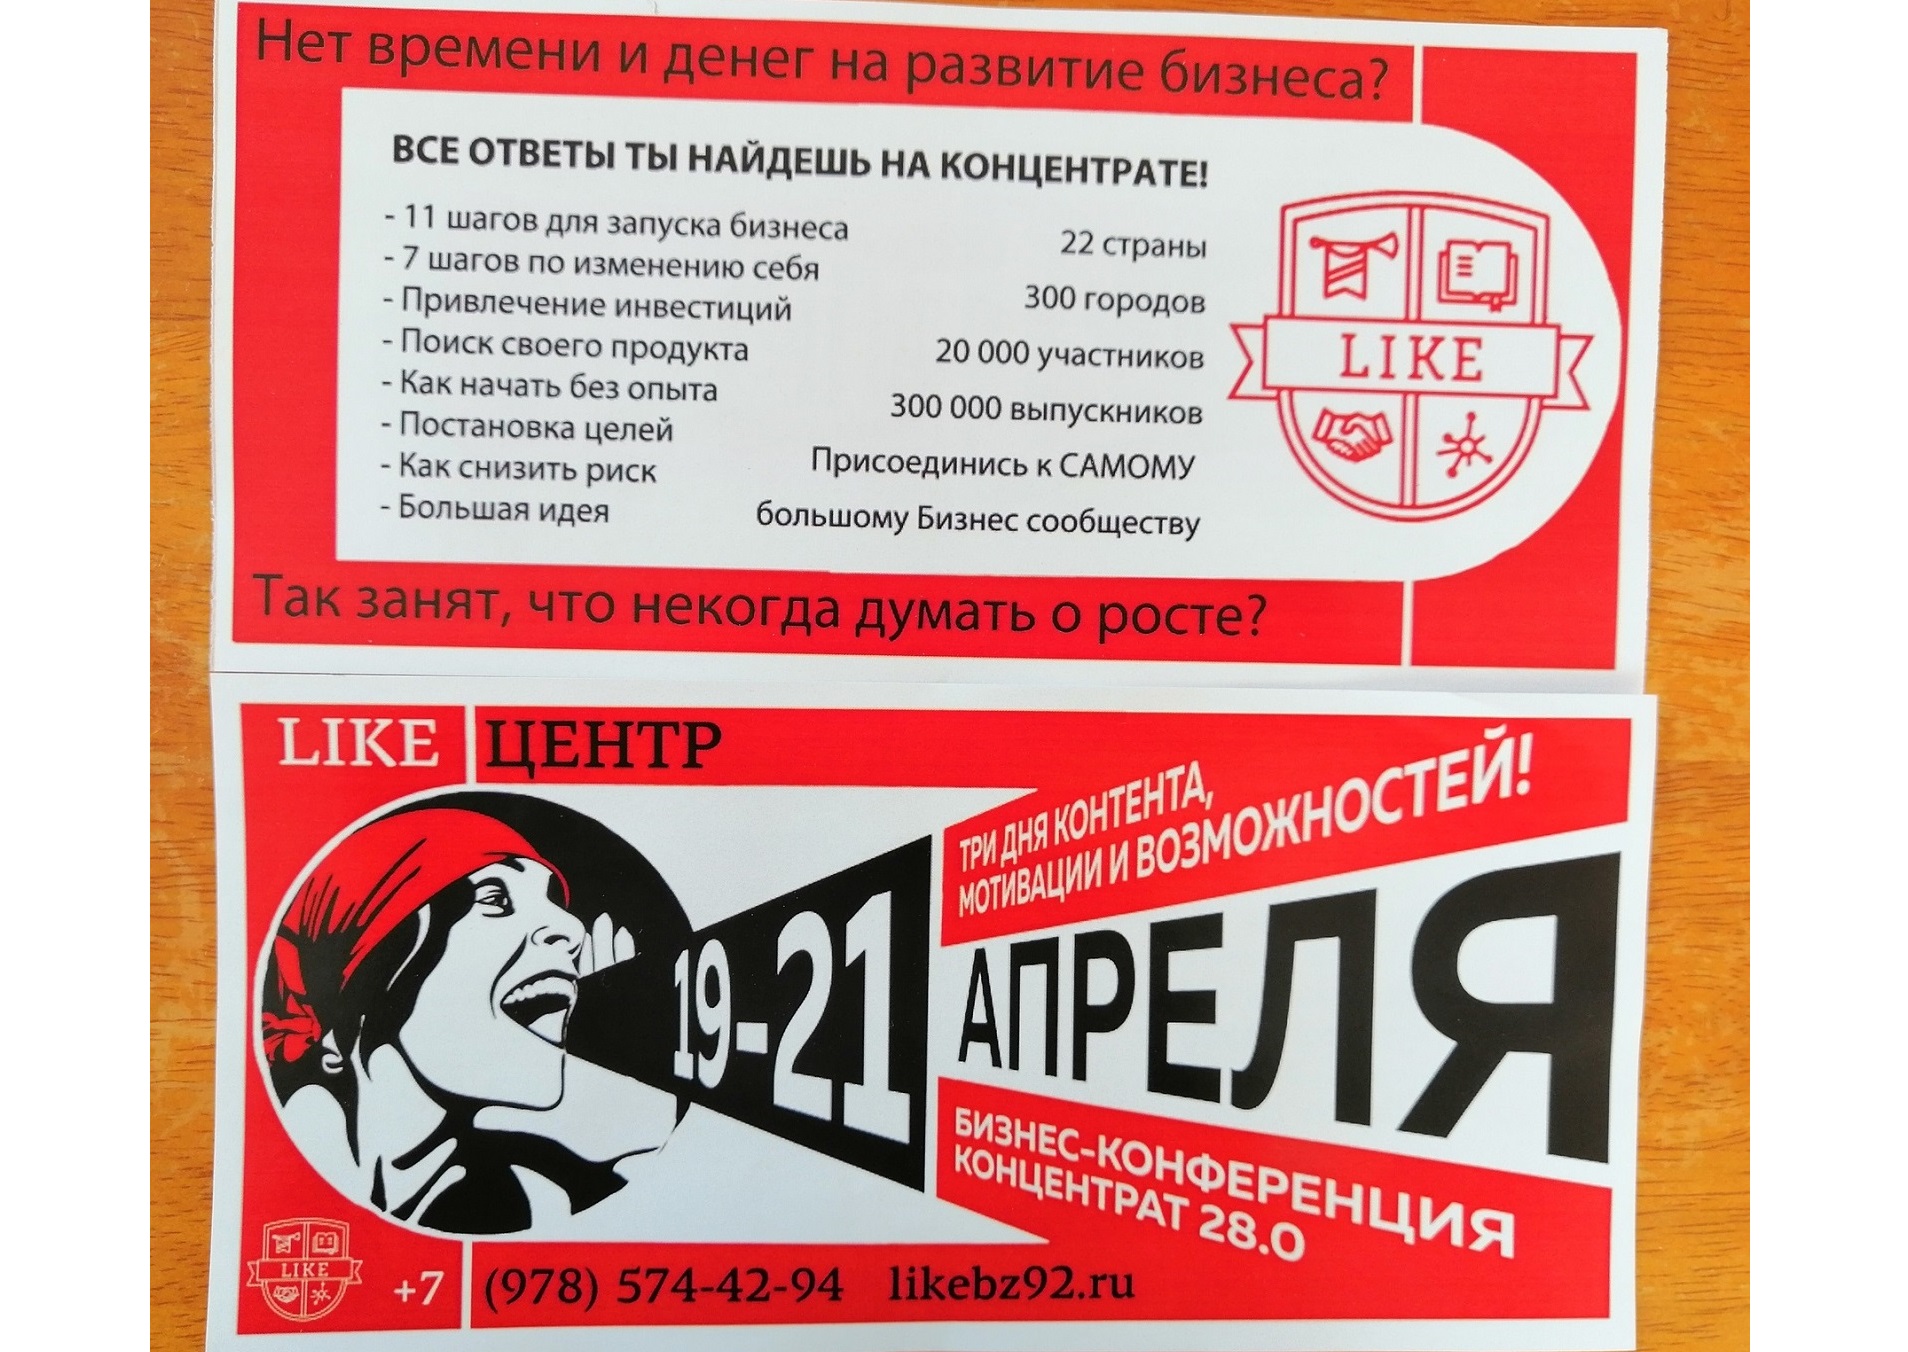 Нет времени и денег на развитие бизнеса?
ВСЕ ОТВЕТЫ ТЫ НАЙДЕШЬ НА КОНЦЕНТРАТЕ!
- 11 шагов для запуска бизнеса
- 7 шагов по изменению себя
- Привлечение инвестиций
- Поиск своего продукта
- Как начать без опыта
- Постановка целей
- Как снизить риск
- Большая идея
22 страны
300 городов
20 000 участников
300 000 выпускников
Присоединись к САМОМУ
большому Бизнес сообществу
LIKE
Так занят, что некогда думать о росте?
LIKE ЦЕНТР
ТРИ ДНЯ КОНТЕНТА,
МОТИВАЦИИ И ВОЗМОЖНОСТЕЙ!
19-21 АПРЕЛЯ
БИЗНЕС-КОНФЕРЕНЦИЯ
КОНЦЕНТРАТ 28.0
LIKE
+7 (978) 574-42-94 likebz92.ru